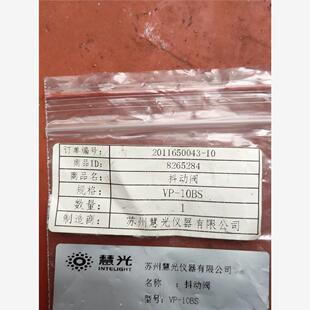 订单编号: 2011650043-10
商品ID: 8265284
商品名: 抖动阀
规格: VP-10BS
数量: 1
制造商: 苏州慧光仪器有限公司
慧光
INTELIGHT
苏州慧光仪器有限公司
名称 : 抖动阀
型号: VP-10BS